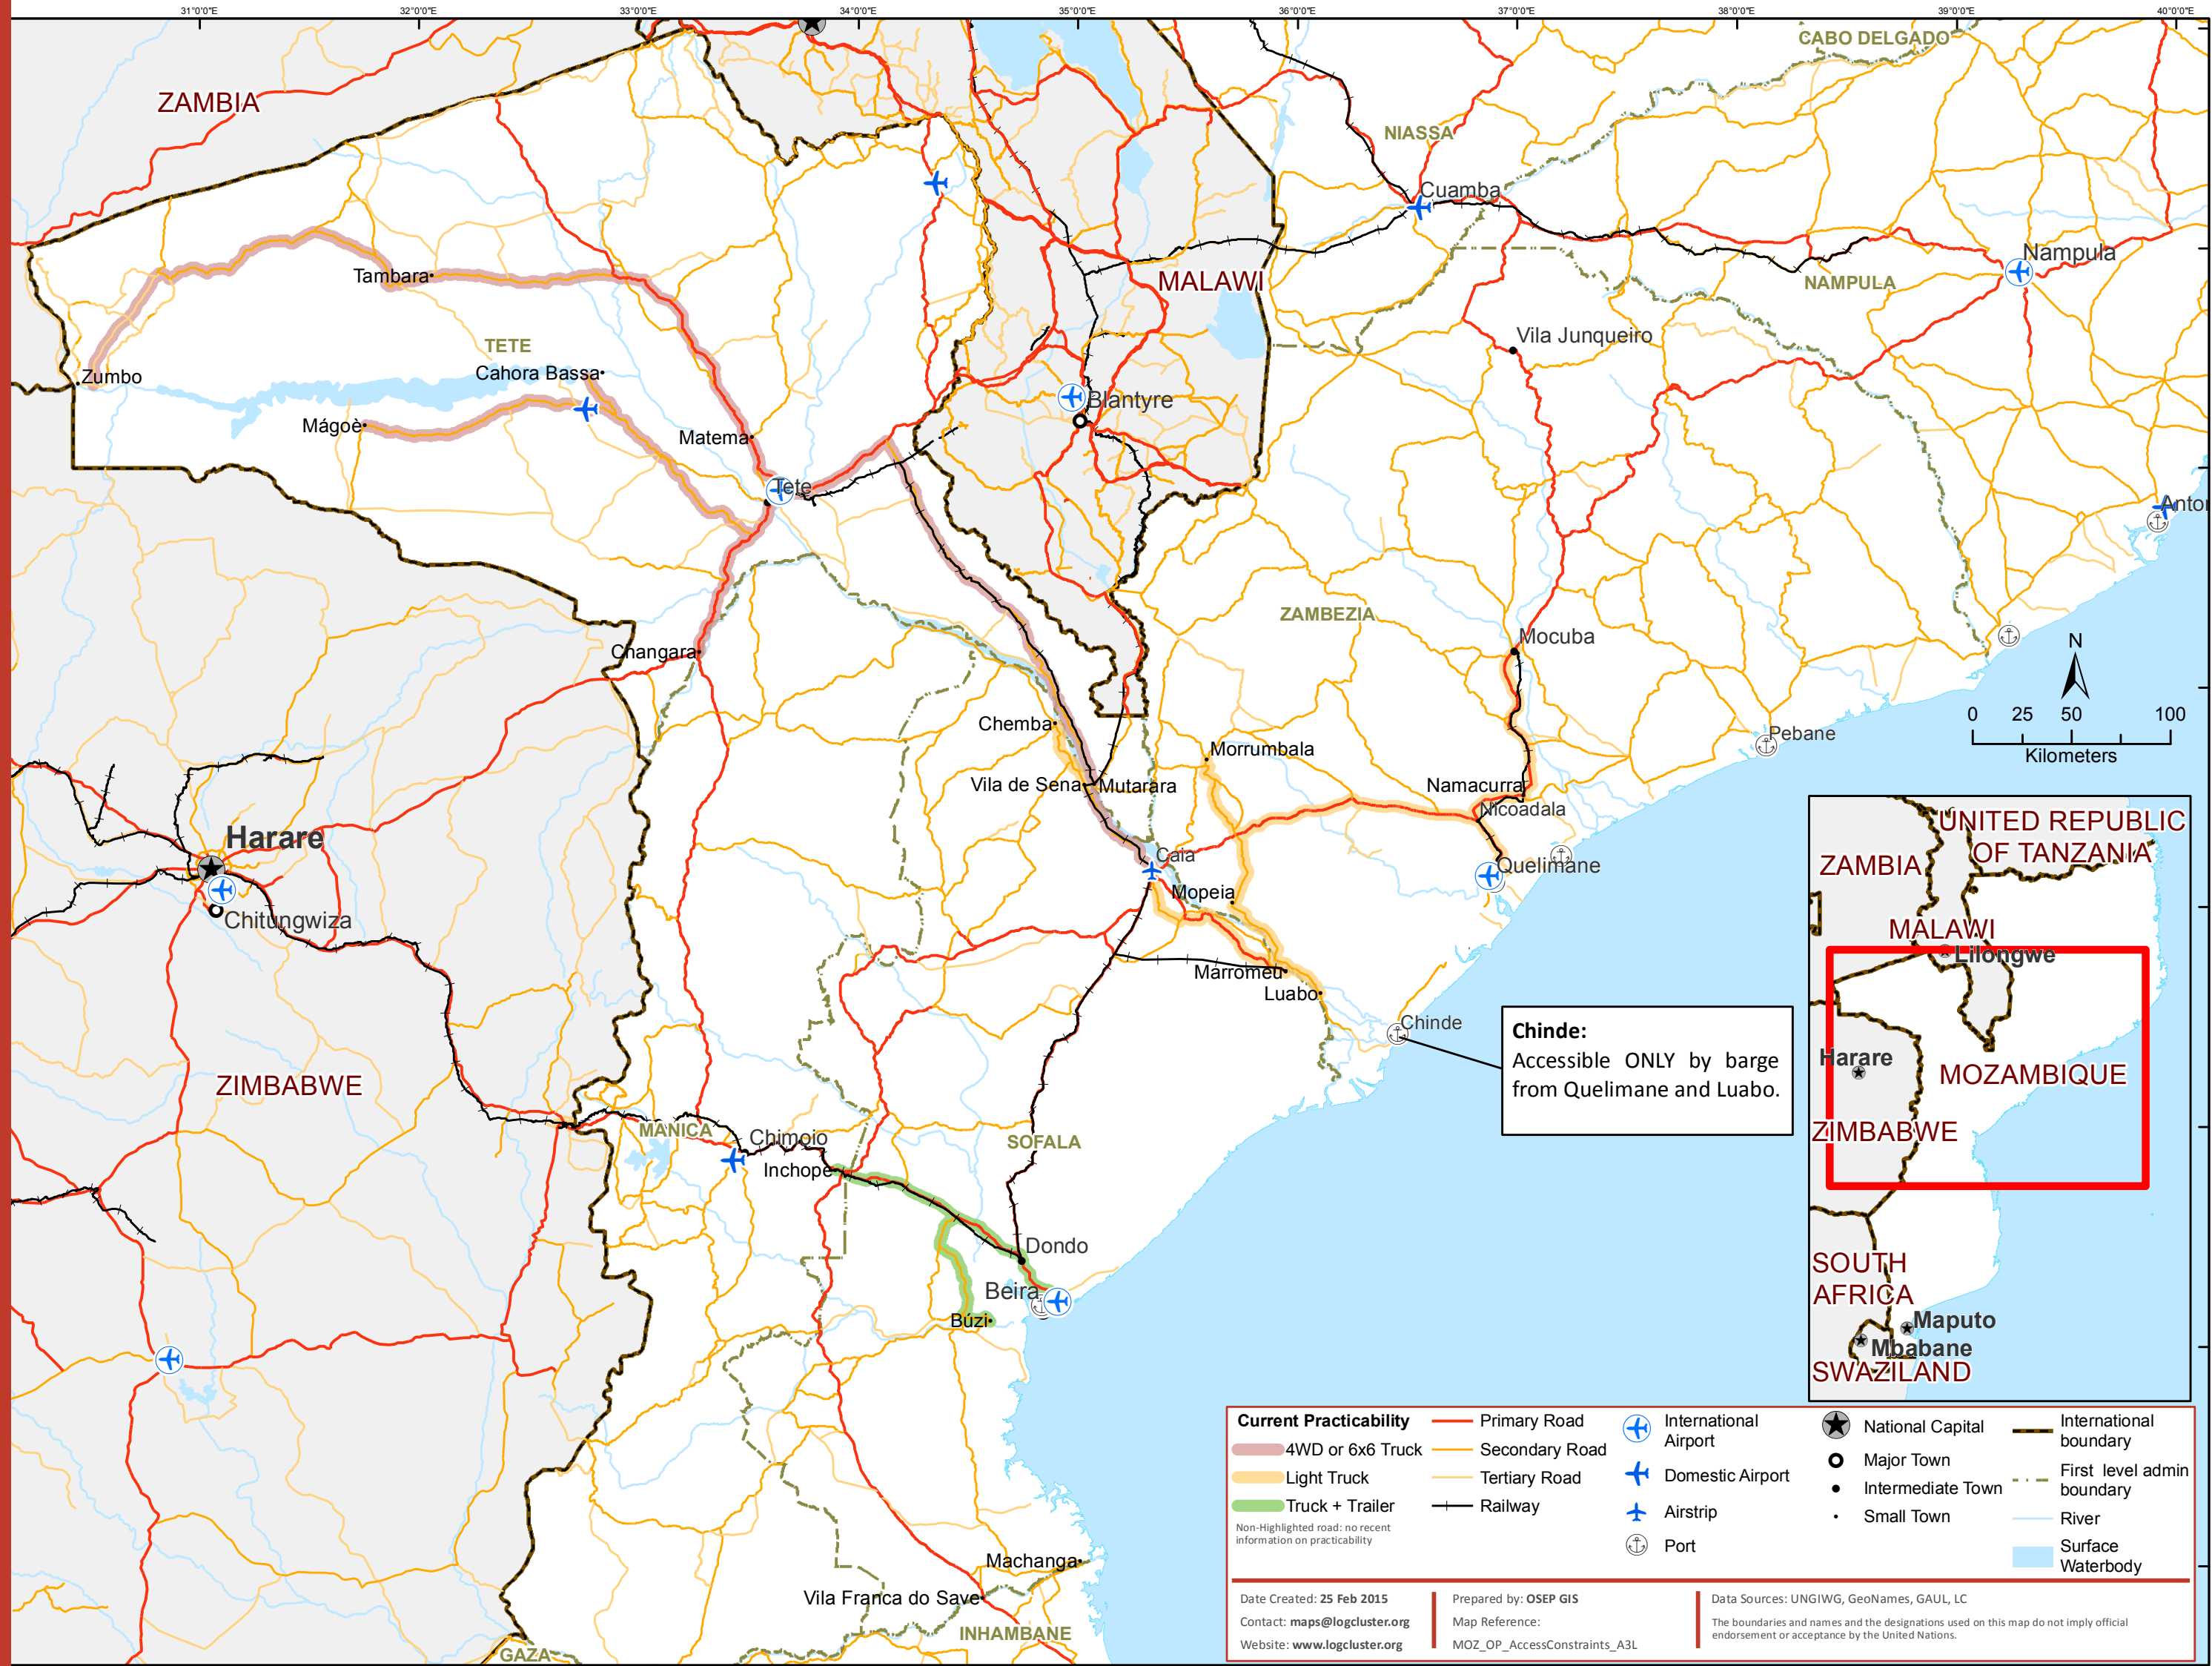 31°0'0"E
32°0'0"E
33°0'0"E
34°0'0"E
35°0'0"E
36°0'0"E
37°0'0"E
38°0'0"E
39°0'0"E
40°0'0"E
CABO DELGADO
ZAMBIA
NIASSA
Cuamba
Nampula
Tambara
MALAWI
NAMPULA
Vila Junqueiro
TETE
Cahora Bassa
Zumbo
Blantyre
Mágoè
Matema
Tete
Anto
ZAMBEZIA
Changara
Mocuba
N
0 25 50 100
Kilometers
Chemba
Morrumbala
Pebane
Vila de Sena
Mutarara
Namacurra
Nicoadala
Harare
Caia
Quelimane
Mopeia
Chitungwiza
Marromeu
Luabo
Chinde
Chinde:
Accessible ONLY by barge
from Quelimane and Luabo.
ZIMBABWE
MANICA
Chimoio
SOFALA
Inchope
Dondo
Beira
Búzi
Machanga
Vila Franca do Save
INHAMBANE
GAZA
UNITED REPUBLIC
OF TANZANIA
ZAMBIA
MALAWI
Lilongwe
Harare
MOZAMBIQUE
ZIMBABWE
SOUTH
AFRICA
Maputo
Mbabane
SWAZILAND
Current Practicability
4WD or 6x6 Truck
Light Truck
Truck + Trailer
Non-Highlighted road: no recent
information on practicability
Primary Road
Secondary Road
Tertiary Road
Railway
International
Airport
Domestic Airport
Airstrip
Port
National Capital
Major Town
Intermediate Town
Small Town
International
boundary
First level admin
boundary
River
Surface
Waterbody
Date Created: 25 Feb 2015
Contact: maps@logcluster.org
Website: www.logcluster.org
Prepared by: OSEP GIS
Map Reference:
MOZ_OP_AccessConstraints_A3L
Data Sources: UNGIWG, GeoNames, GAUL, LC
The boundaries and names and the designations used on this map do not imply official
endorsement or acceptance by the United Nations.